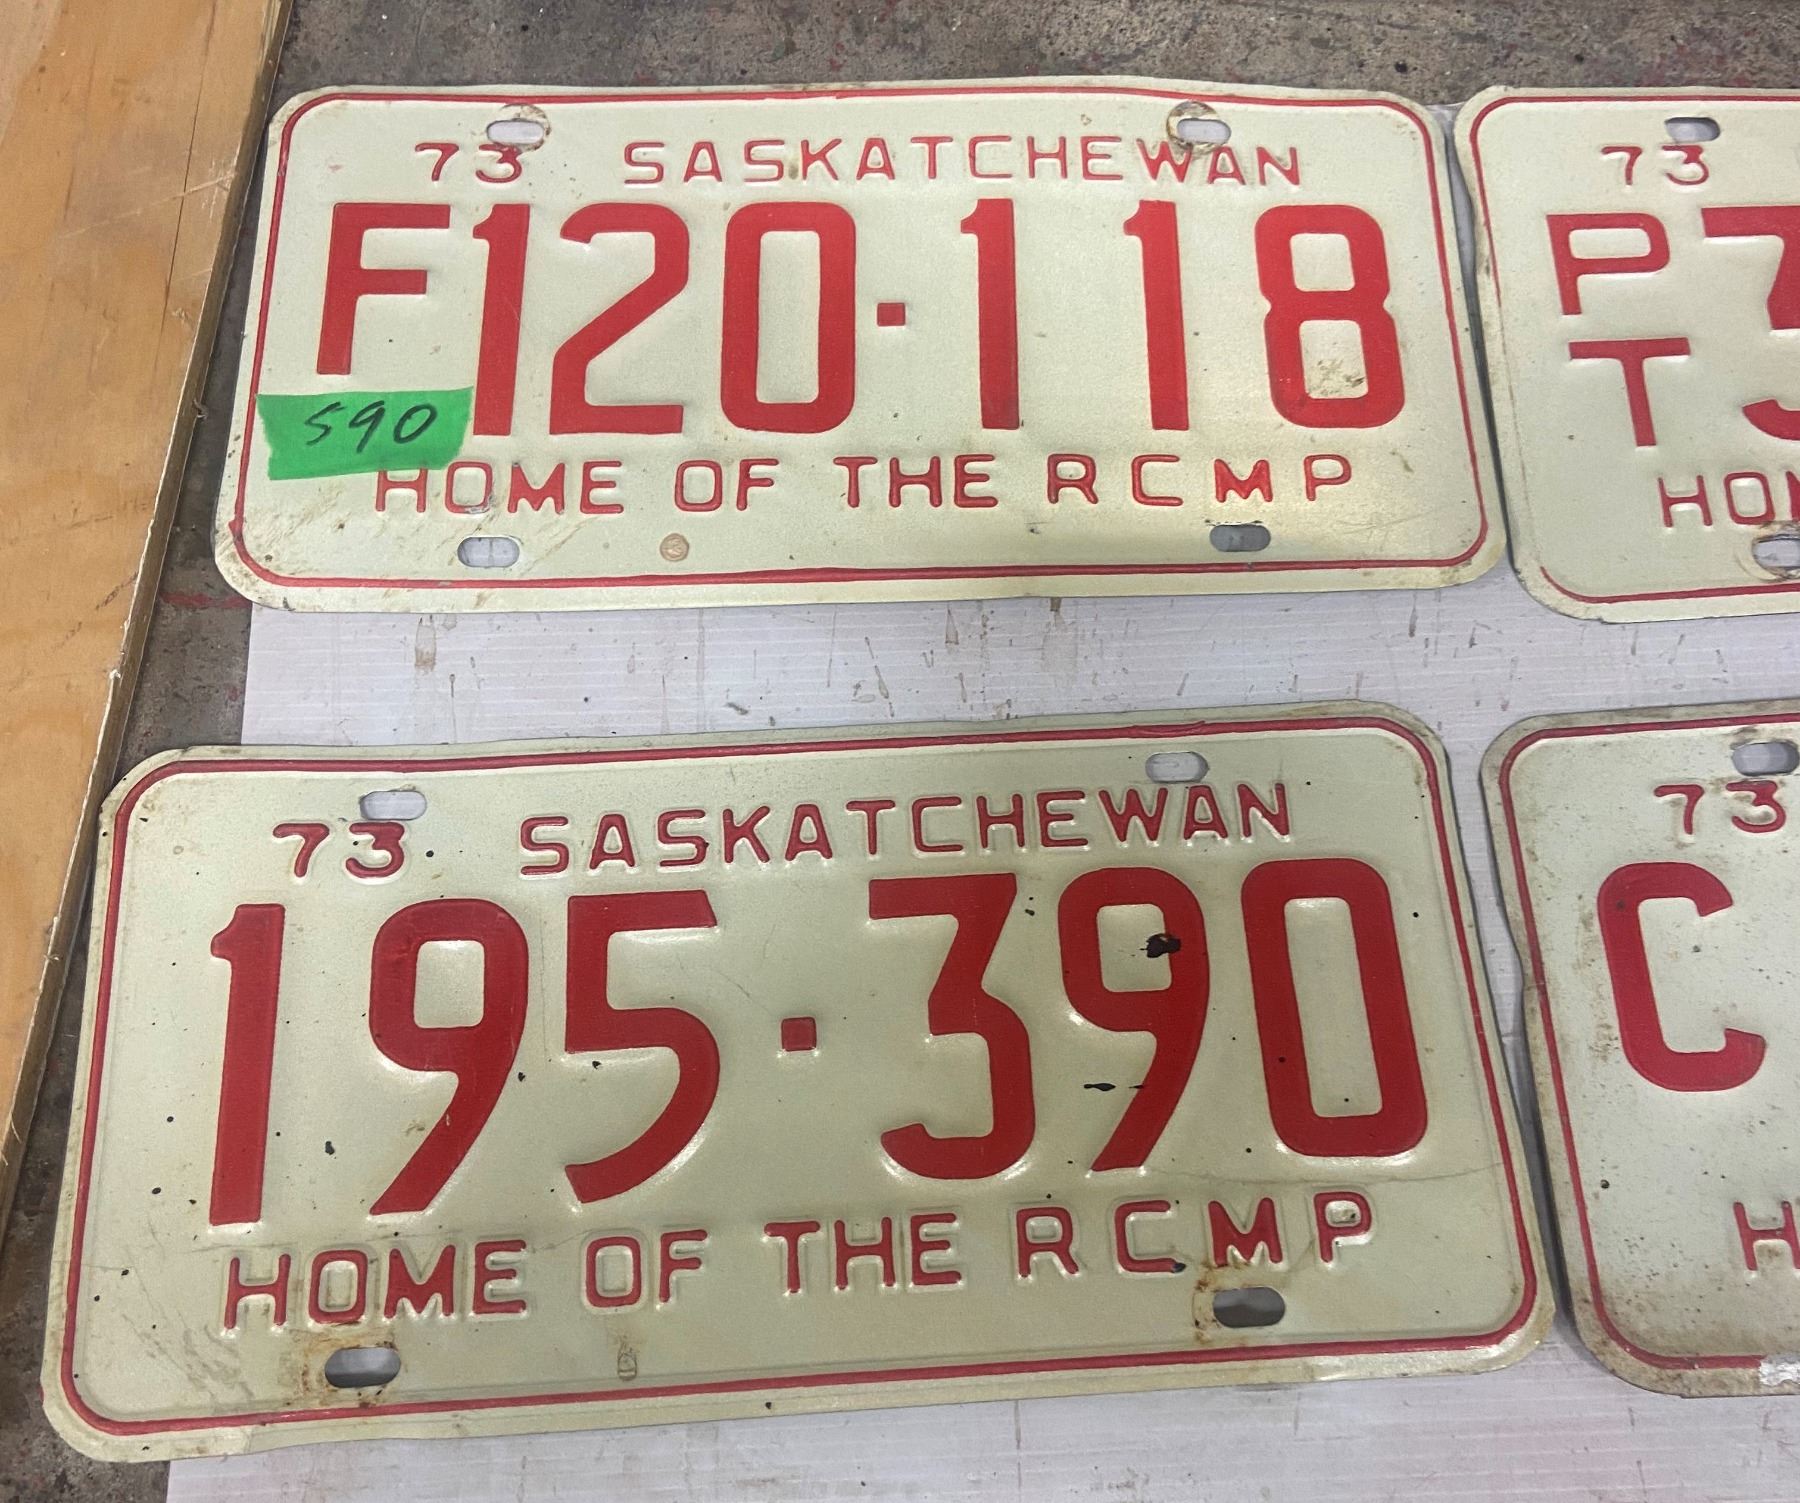 73 SASKATCHEWAN
F120·118
590
HOME OF THE RCMP
73
PT
73 SASKATCHEWAN
195·390
HOME OF THE RCMP
73
C